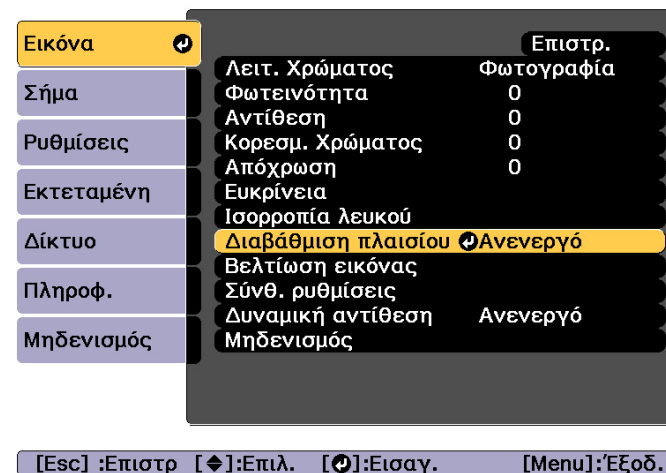 Εικόνα
Σήμα
Ρυθμίσεις
Εκτεταμένη
Δίκτυο
Πληροφ.
Μηδενισμός
Επιστρ.
Λειτ. Χρώματος Φωτογραφία
Φωτεινότητα 0
Αντίθεση 0
Κορεσμ. Χρώματος 0
Απόχρωση 0
Ευκρίνεια
Ισορροπία λευκού
Διαβάθμιση πλαισίου Ανενεργό
Βελτίωση εικόνας
Σύνθ. ρυθμίσεις
Δυναμική αντίθεση Ανενεργό
Μηδενισμός
[Esc] :Επιστρ [◆]:Επιλ. [⏎]:Εισαγ. [Menu]:Έξοδ.